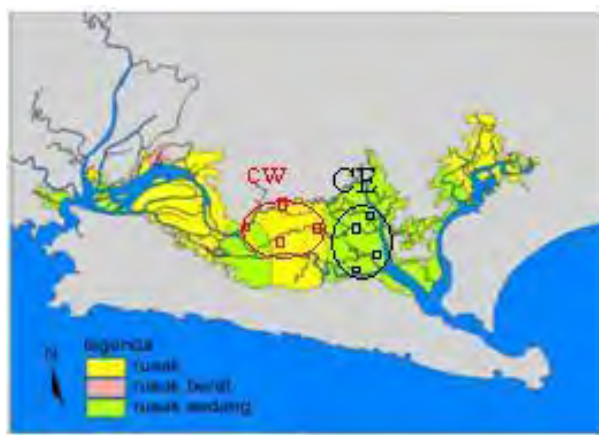 CW
CE
N
legenda
rusak
rusak berat
rusak sedang